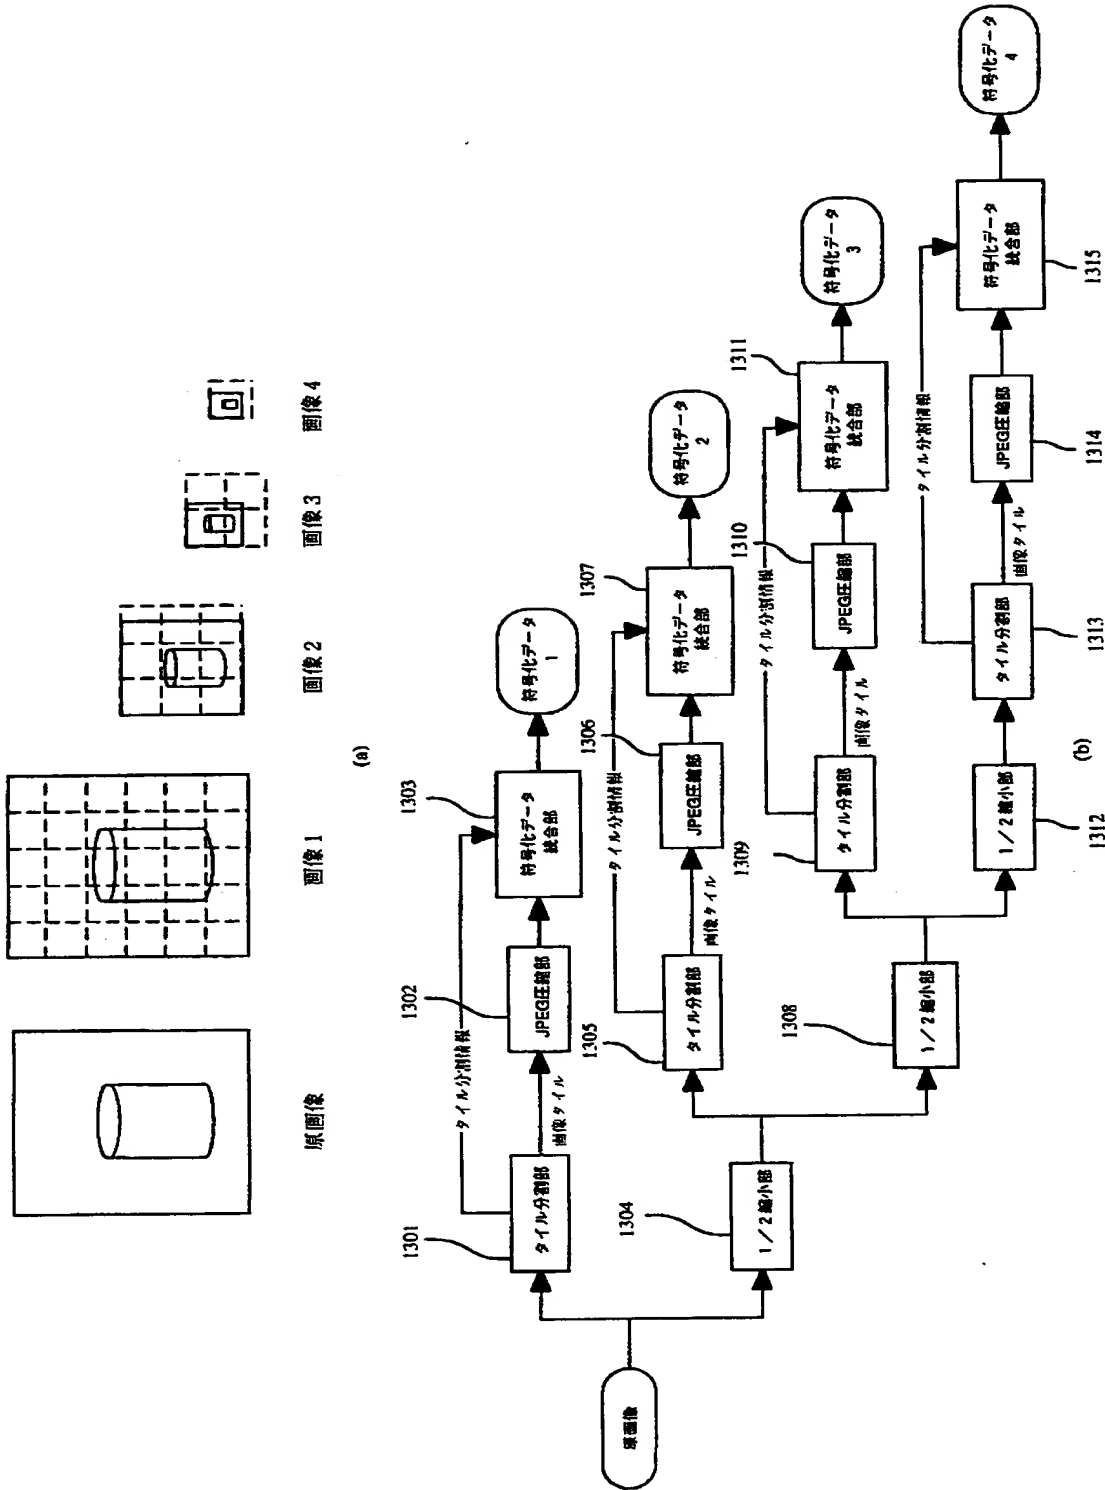 原画像
画像 1
画像 2
画像 3
画像 4
(a)
原画像
1301
タイル分割部
タイル分割情報
画像タイル
1302
JPEG圧縮部
1303
符号化データ
統合部
符号化データ
1
1304
1/2縮小部
1305
タイル分割部
タイル分割情報
画像タイル
1306
JPEG圧縮部
1307
符号化データ
統合部
符号化データ
2
1308
1/2縮小部
1309
タイル分割部
タイル分割情報
画像タイル
1310
JPEG圧縮部
1311
符号化データ
統合部
符号化データ
3
1312
1/2縮小部
1313
タイル分割部
タイル分割情報
画像タイル
1314
JPEG圧縮部
1315
符号化データ
統合部
符号化データ
4
(b)